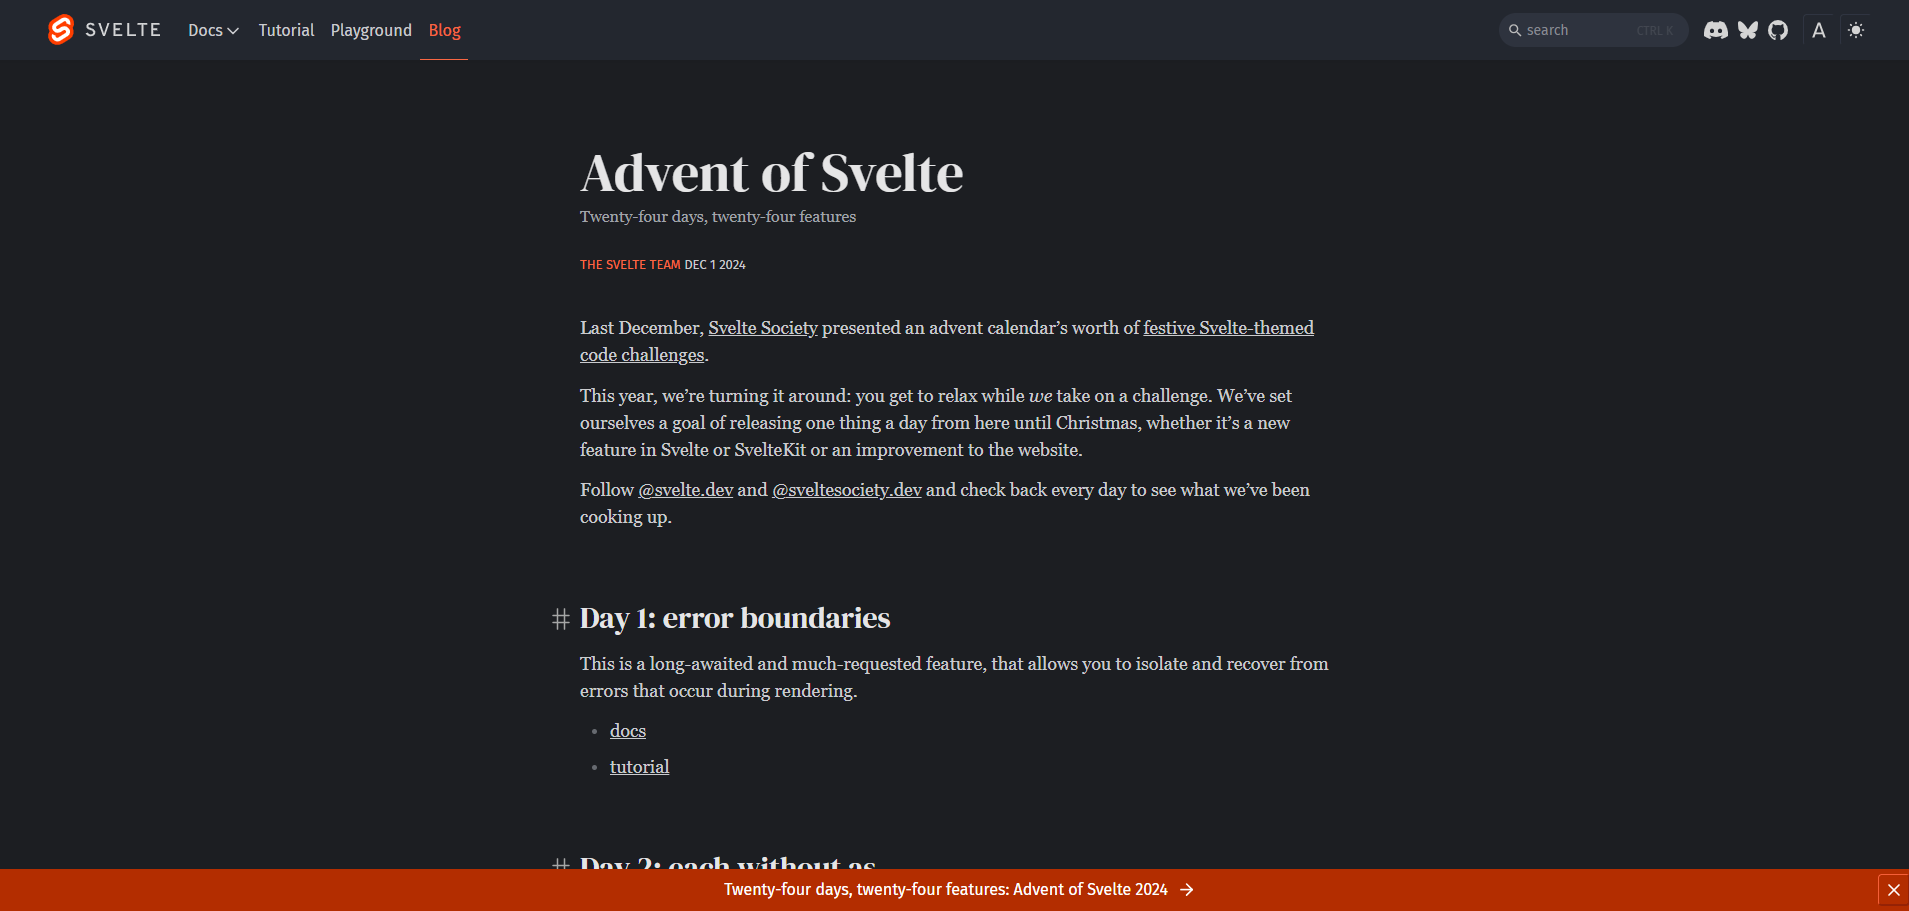 SVELTE Docs Tutorial Playground Blog search CTRL K A
Advent of Svelte
Twenty-four days, twenty-four features
THE SVELTE TEAM DEC 1 2024
Last December, Svelte Society presented an advent calendar’s worth of festive Svelte-themed
code challenges.
This year, we’re turning it around: you get to relax while we take on a challenge. We’ve set
ourselves a goal of releasing one thing a day from here until Christmas, whether it’s a new
feature in Svelte or SvelteKit or an improvement to the website.
Follow @svelte.dev and @sveltesociety.dev and check back every day to see what we’ve been
cooking up.
# Day 1: error boundaries
This is a long-awaited and much-requested feature, that allows you to isolate and recover from
errors that occur during rendering.
• docs
• tutorial
# Day 2: each without as
Twenty-four days, twenty-four features: Advent of Svelte 2024 →